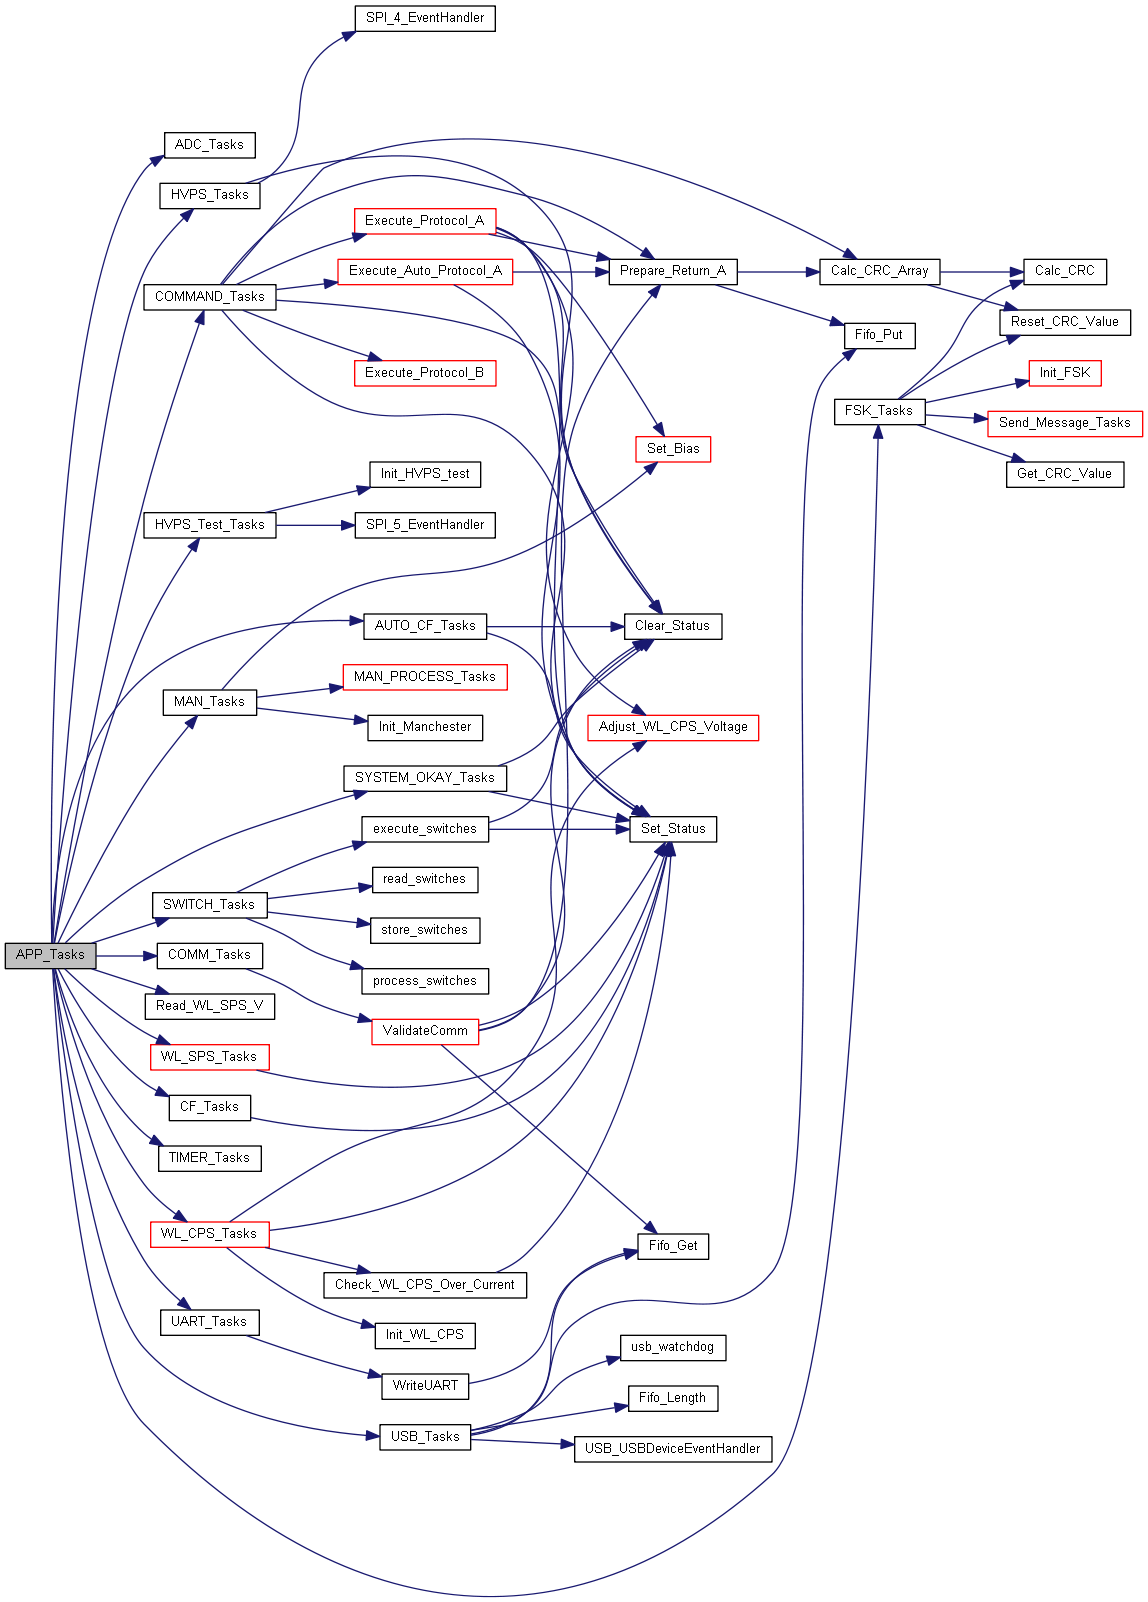 SPI_4_EventHandler
ADC_Tasks
HVPS_Tasks
Execute_Protocol_A
Execute_Auto_Protocol_A
Prepare_Return_A
Calc_CRC_Array
Calc_CRC
COMMAND_Tasks
Reset_CRC_Value
Fifo_Put
Execute_Protocol_B
Init_FSK
FSK_Tasks
Send_Message_Tasks
Set_Bias
Init_HVPS_test
Get_CRC_Value
HVPS_Test_Tasks
SPI_5_EventHandler
AUTO_CF_Tasks
Clear_Status
MAN_PROCESS_Tasks
MAN_Tasks
Init_Manchester
Adjust_WL_CPS_Voltage
SYSTEM_OKAY_Tasks
execute_switches
Set_Status
read_switches
SWITCH_Tasks
store_switches
APP_Tasks
COMM_Tasks
process_switches
Read_WL_SPS_V
ValidateComm
WL_SPS_Tasks
CF_Tasks
TIMER_Tasks
WL_CPS_Tasks
Fifo_Get
Check_WL_CPS_Over_Current
UART_Tasks
Init_WL_CPS
usb_watchdog
WriteUART
Fifo_Length
USB_Tasks
USB_USBDeviceEventHandler